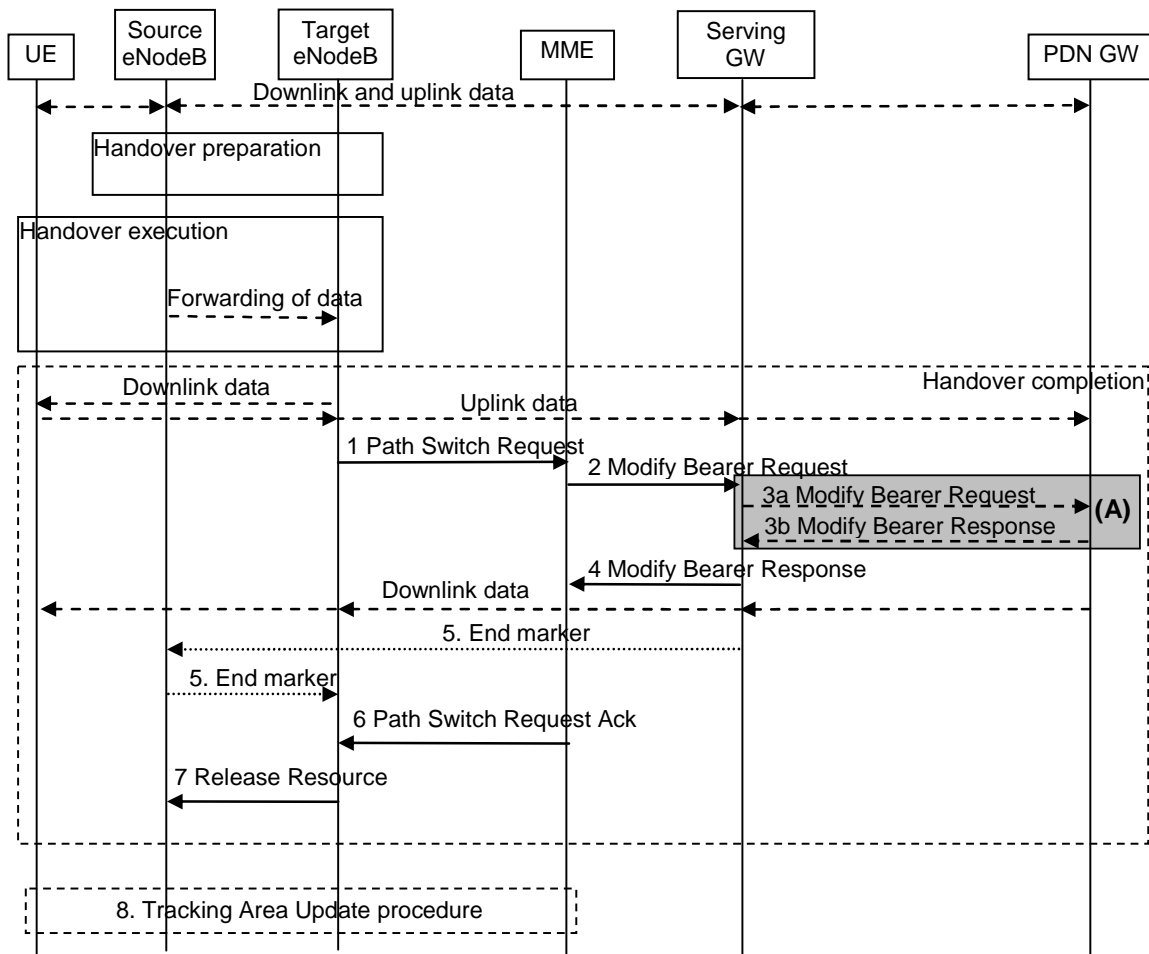 UE
Source
eNodeB
Target
eNodeB
MME
Serving
GW
PDN GW
Downlink and uplink data
Handover preparation
Handover execution
Forwarding of data
Handover completion
Downlink data
Uplink data
1 Path Switch Request
2 Modify Bearer Request
3a Modify Bearer Request
(A)
3b Modify Bearer Response
4 Modify Bearer Response
Downlink data
5. End marker
5. End marker
6 Path Switch Request Ack
7 Release Resource
8. Tracking Area Update procedure